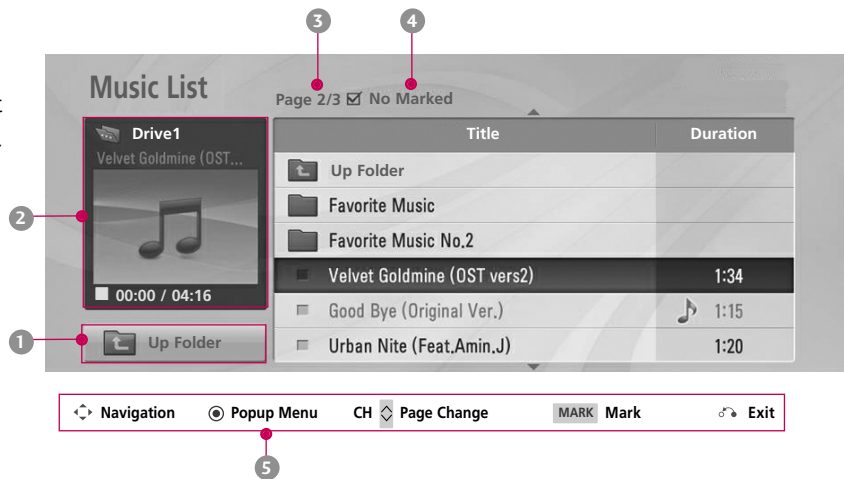 3 4
Music List
Page 2/3 No Marked
Drive1
Velvet Goldmine (OST...
00:00 / 04:16
2
1
Up Folder
Title Duration
Up Folder
Favorite Music
Favorite Music No.2
Velvet Goldmine (OST vers2) 1:34
Good Bye (Original Ver.) 1:15
Urban Nite (Feat.Amin.J) 1:20
Navigation Popup Menu CH Page Change MARK Mark Exit
5